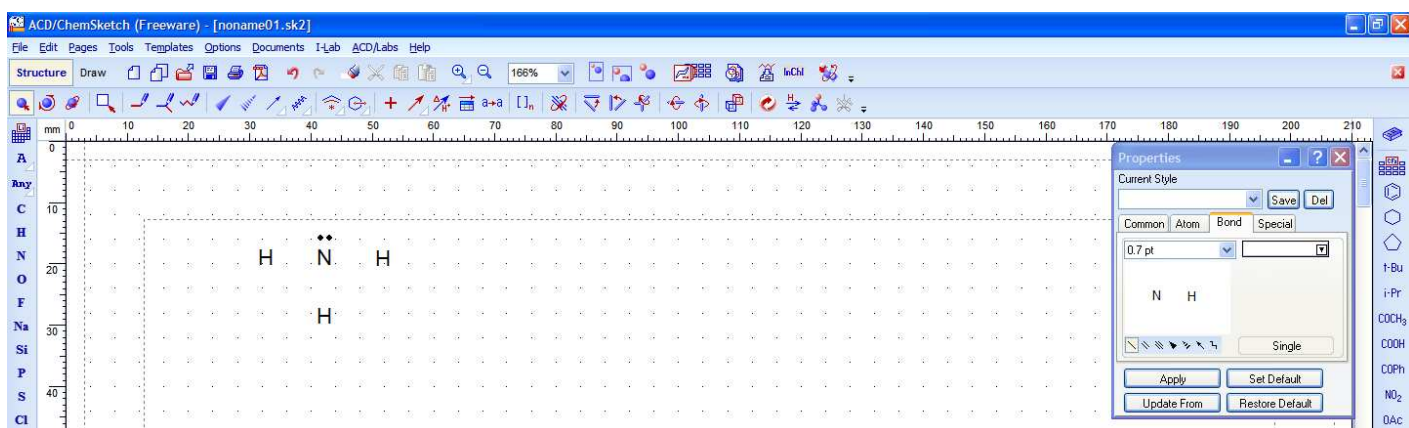 ACD/ChemSketch (Freeware) - [noname01.sk2]
File Edit Pages Tools Templates Options Documents I-Lab ACD/Labs Help
Structure Draw 166% InChI
H a→a []n H
mm 0 10 20 30 40 50 60 70 80 90 100 110 120 130 140 150 160 170 180 190 200 210
0
10
20
30
40
A
Any
C
H
N
O
F
Na
Si
P
S
Cl
H N H
H
Properties
Current Style
Save Del
Common Atom Bond Special
0.7 pt
N H
Single
Apply Set Default
Update From Restore Default
t-Bu
i-Pr
COCH₃
COOH
COPh
NO₂
OAc